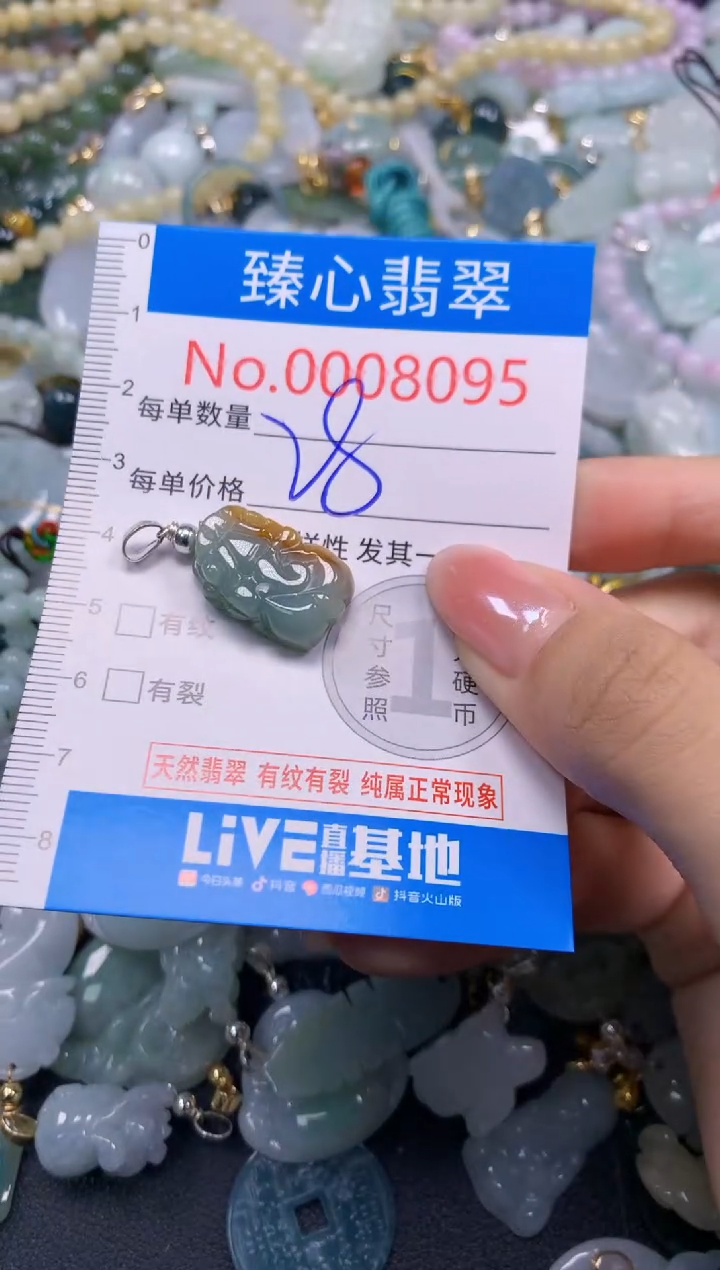 臻心翡翠
No.0008095
每单数量
28
每单价格
样性 发其一
有纹
有裂
尺寸参照
1
硬币
天然翡翠 有纹有裂 纯属正常现象
LiVE直播基地
今日头条 抖音 西瓜视频 抖音火山版
0
1
2
3
4
5
6
7
8